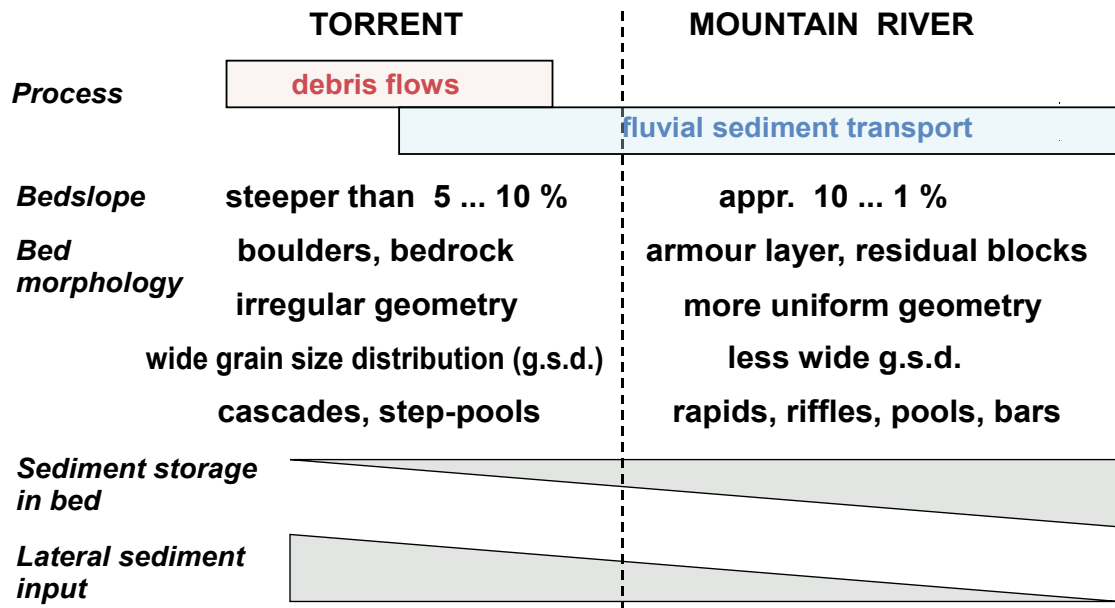 TORRENT MOUNTAIN RIVER
Process
debris flows
fluvial sediment transport
Bedslope steeper than 5 ... 10 % appr. 10 ... 1 %
Bed
morphology
boulders, bedrock armour layer, residual blocks
irregular geometry more uniform geometry
wide grain size distribution (g.s.d.) less wide g.s.d.
cascades, step-pools rapids, riffles, pools, bars
Sediment storage
in bed
Lateral sediment
input